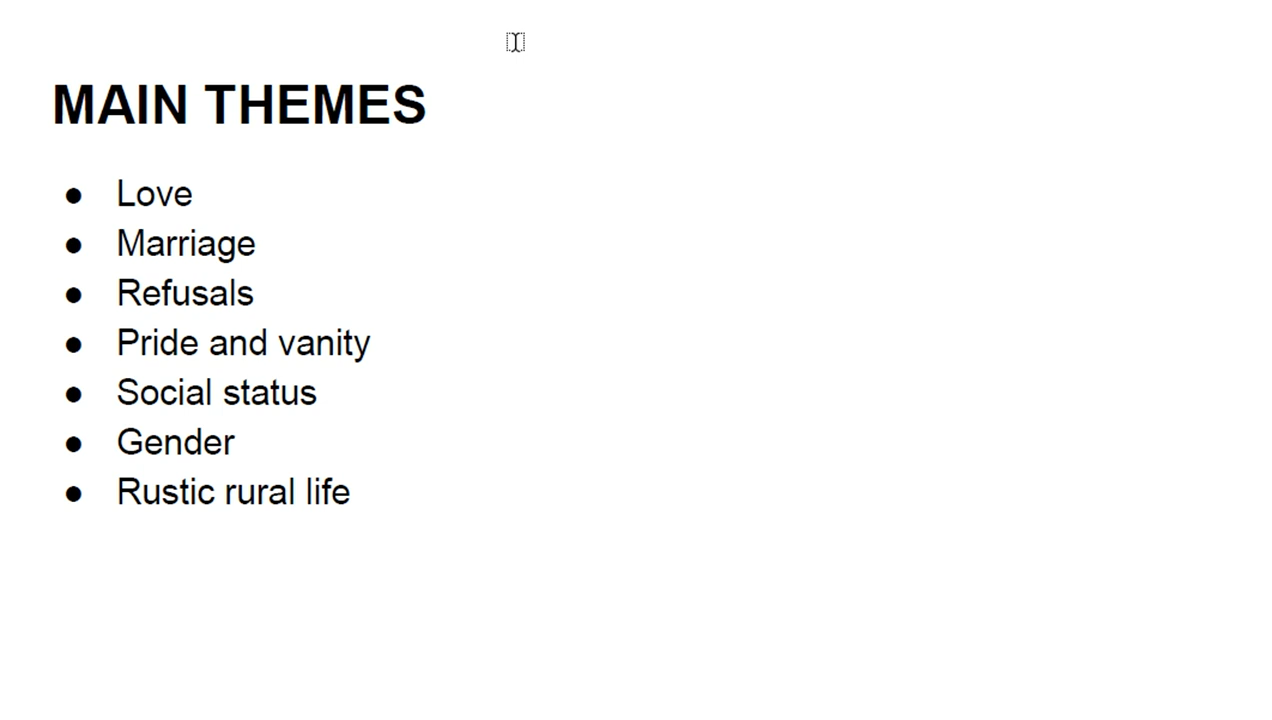 MAIN THEMES
● Love
● Marriage
● Refusals
● Pride and vanity
● Social status
● Gender
● Rustic rural life